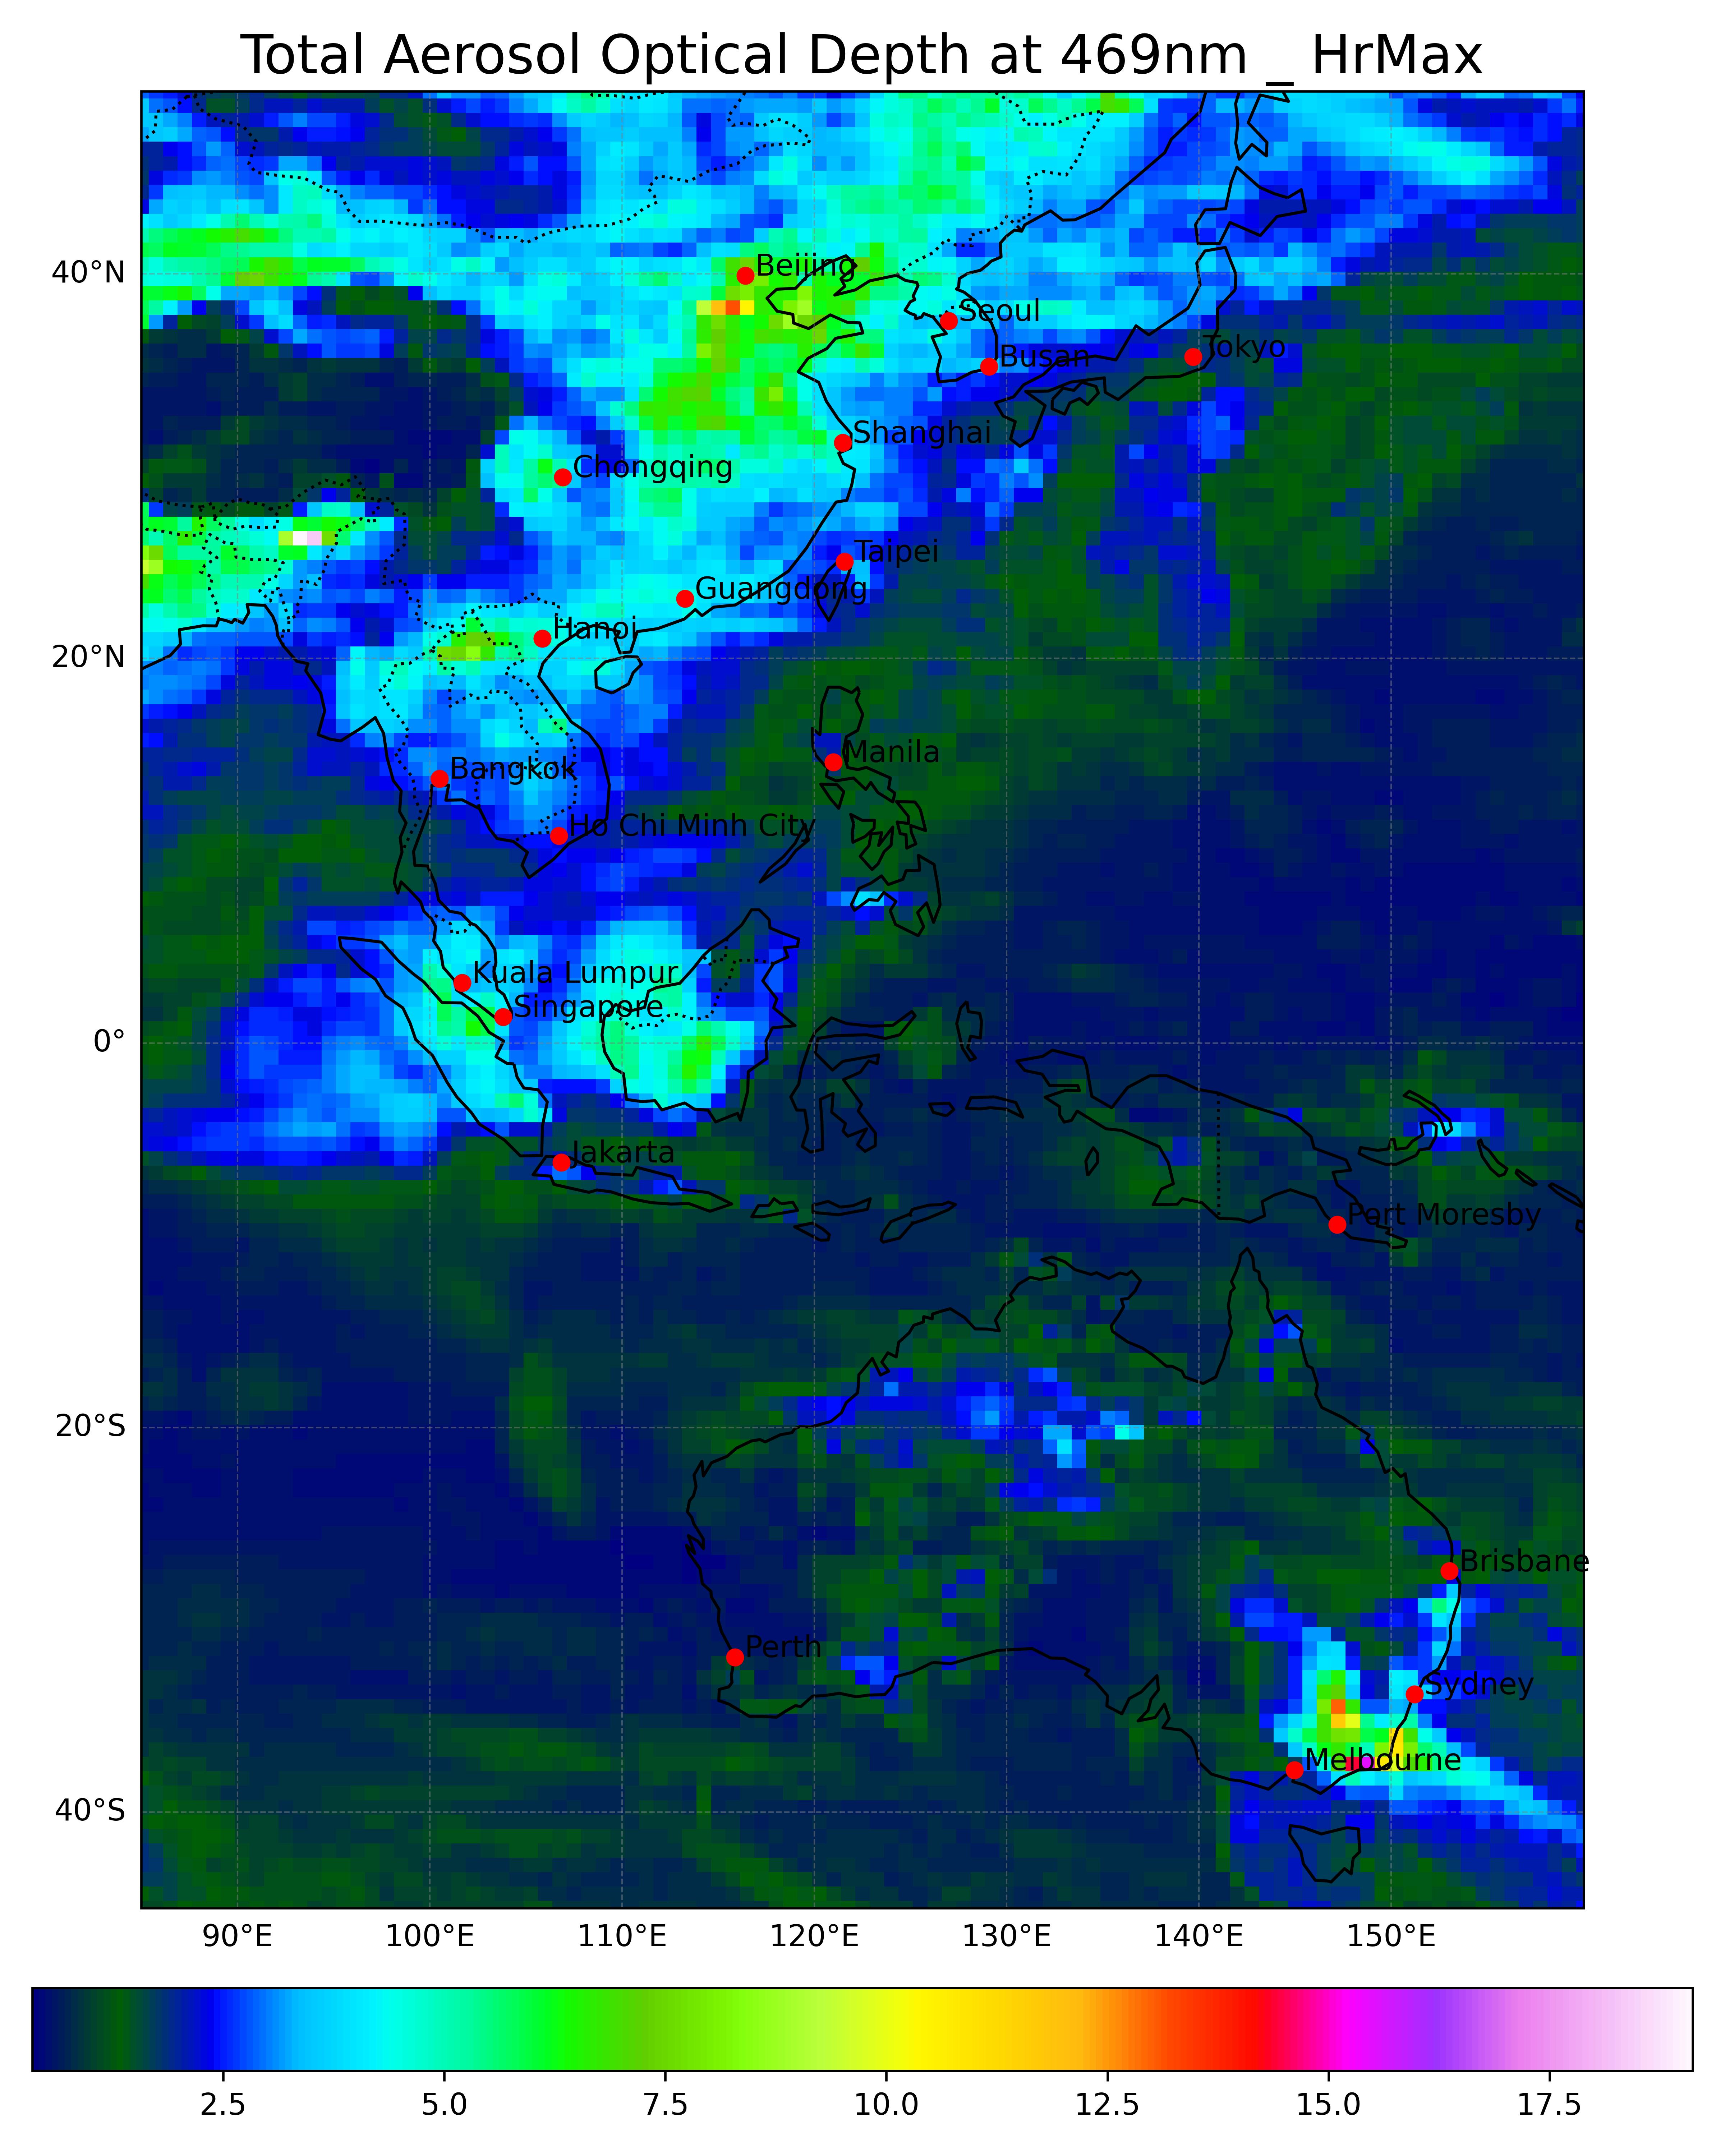 Total Aerosol Optical Depth at 469nm _ HrMax
40°N
20°N
0°
20°S
40°S
Beijing
Seoul
Busan
Tokyo
Shanghai
Chongqing
Taipei
Guangdong
Hanoi
Manila
Bangkok
Ho Chi Minh City
Kuala Lumpur
Singapore
Jakarta
Port Moresby
Brisbane
Perth
Sydney
Melbourne
90°E 100°E 110°E 120°E 130°E 140°E 150°E
2.5 5.0 7.5 10.0 12.5 15.0 17.5